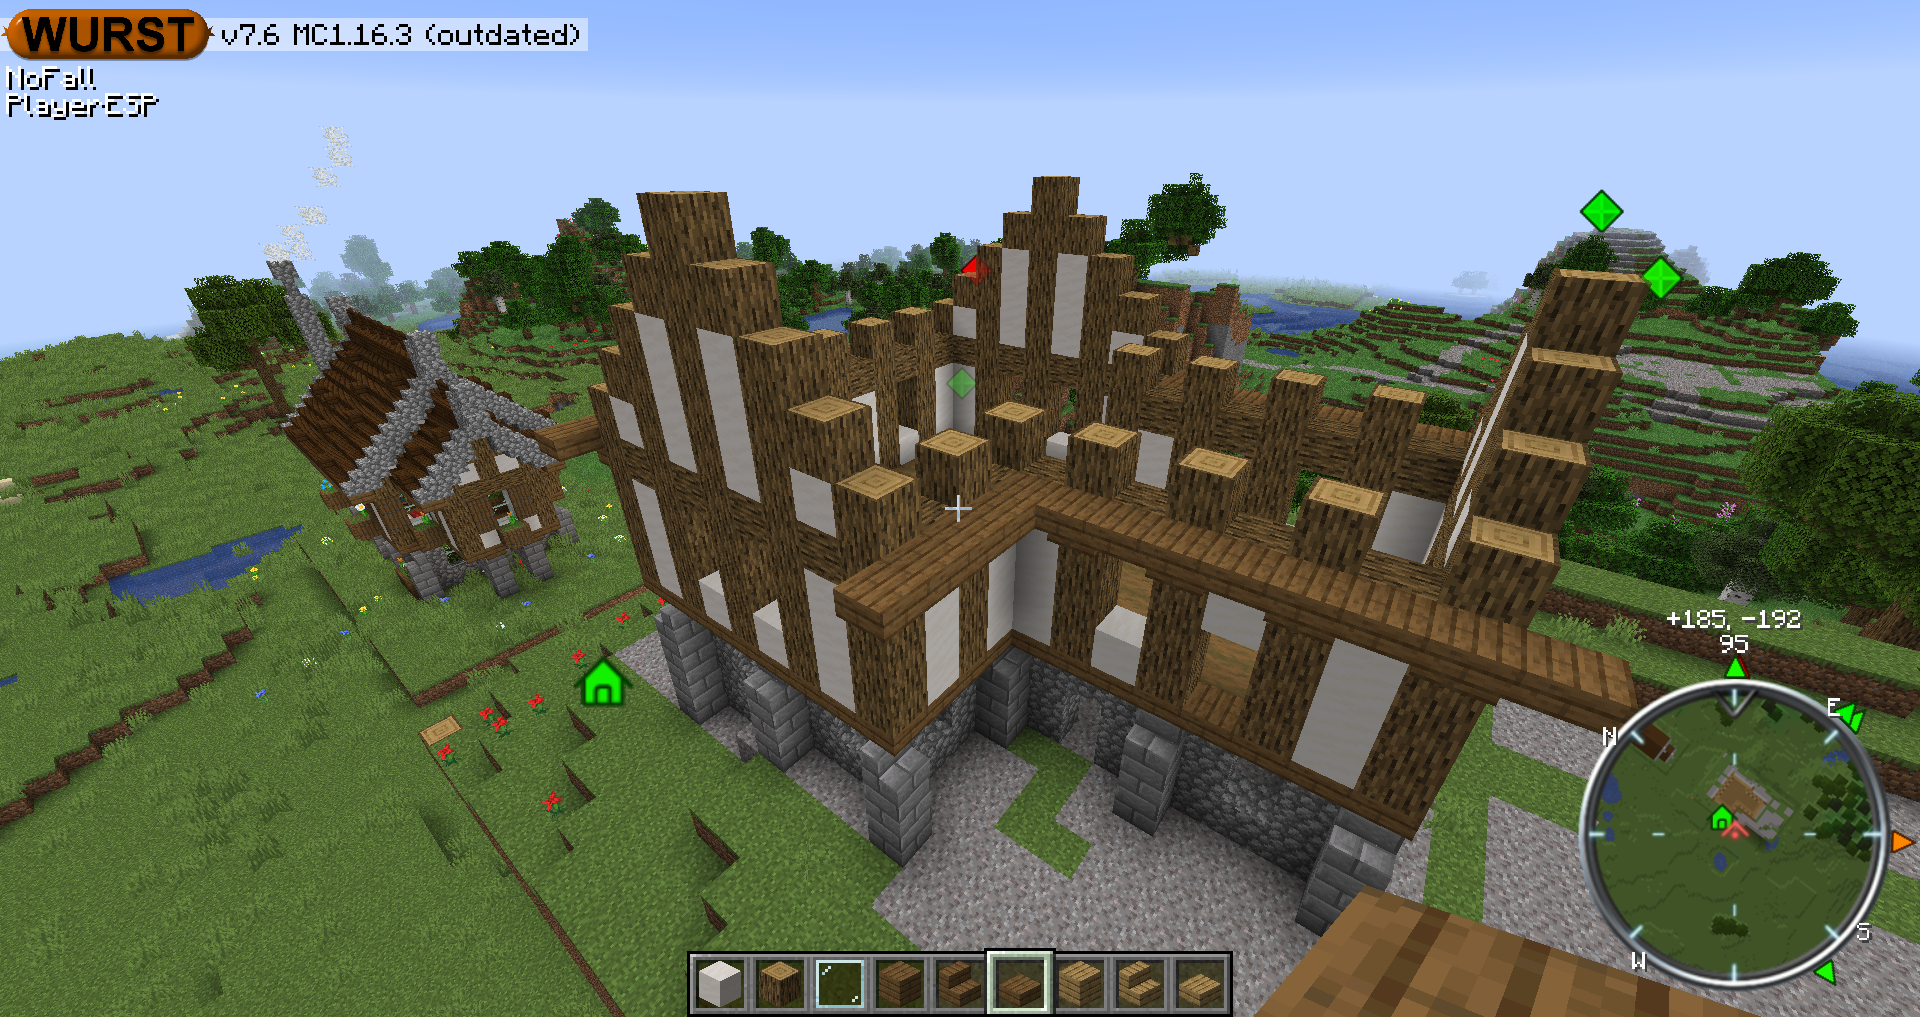 WURST v7.6 MC1.16.3 (outdated)
NoFall
PlayerESP
+185, -192
95
N
E
S
W